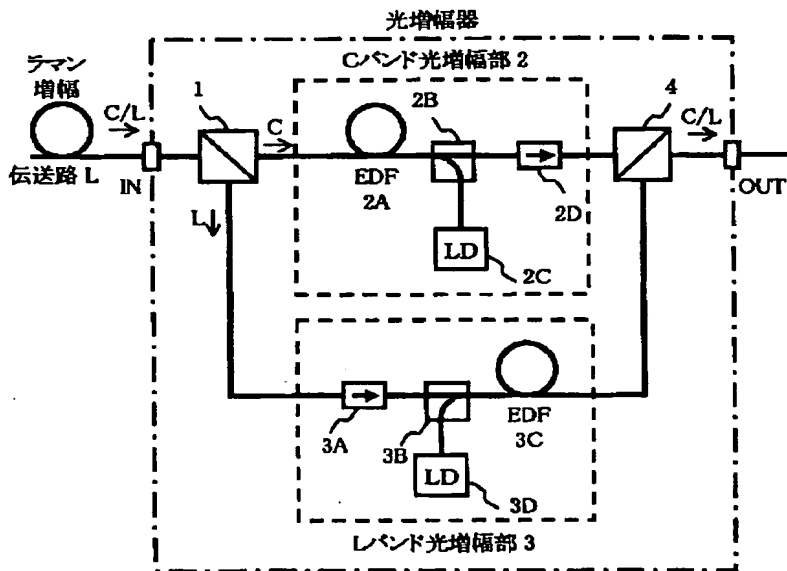 光増幅器
Cバンド光増幅部 2
ラマン
増幅
C/L
1
C
2B
4
C/L
伝送路 L
IN
EDF
2A
2D
OUT
L
LD
2C
3A
3B
EDF
3C
LD
3D
Lバンド光増幅部 3